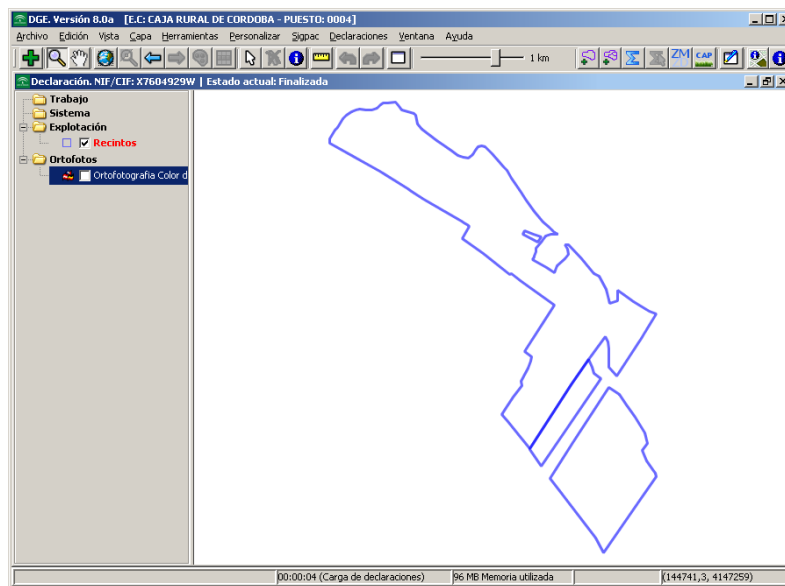 DGE. Versión 8.0a [E.C: CAJA RURAL DE CORDOBA - PUESTO: 0004]
Archivo Edición Vista Capa Herramientas Personalizar Sigpac Declaraciones Ventana Ayuda
1 km
ZM
CAP
Declaración. NIF/CIF: X7604929W | Estado actual: Finalizada
Trabajo
Sistema
Explotación
Recintos
Ortofotos
Ortofotografia Color d
00:00:04 (Carga de declaraciones) 96 MB Memoria utilizada (144741,3, 4147259)